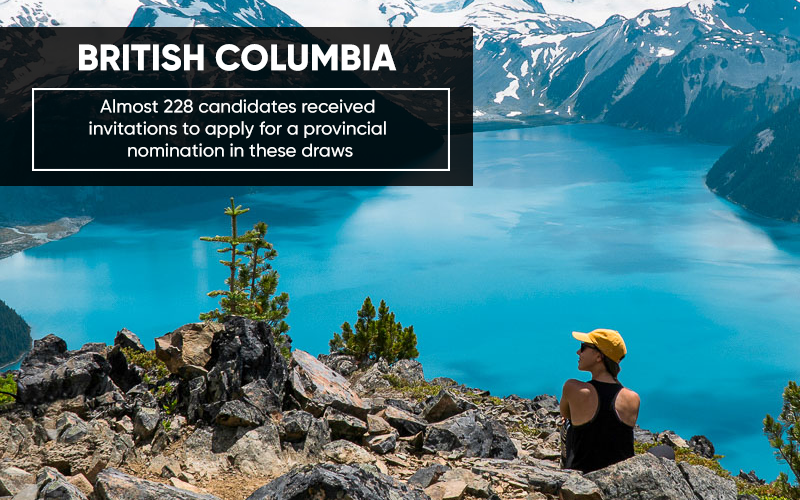 BRITISH COLUMBIA
Almost 228 candidates received
invitations to apply for a provincial
nomination in these draws